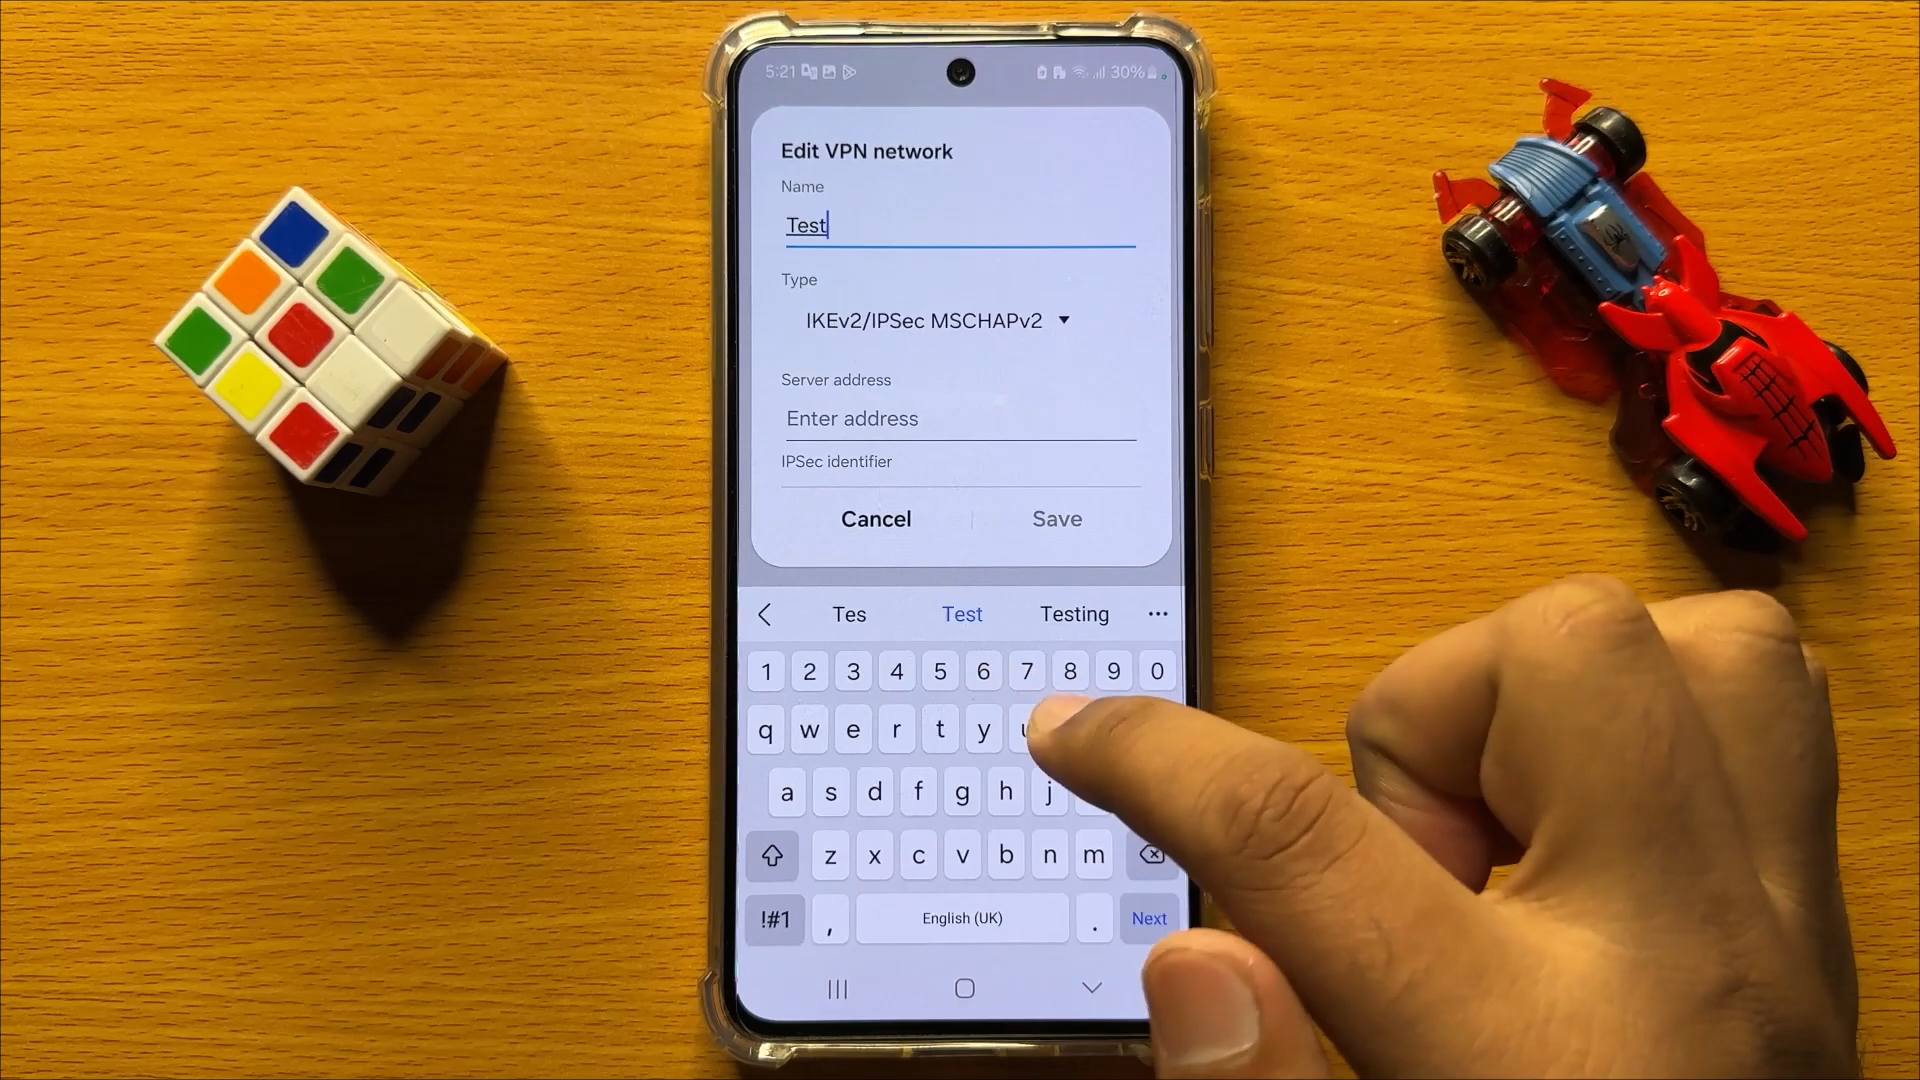 5:21 30%
Edit VPN network
Name
Test
Type
IKEv2/IPSec MSCHAPv2
Server address
Enter address
IPSec identifier
Cancel Save
Tes Test Testing ...
1 2 3 4 5 6 7 8 9 0
q w e r t y u
a s d f g h j
z x c v b n m
!#1 , English (UK) . Next